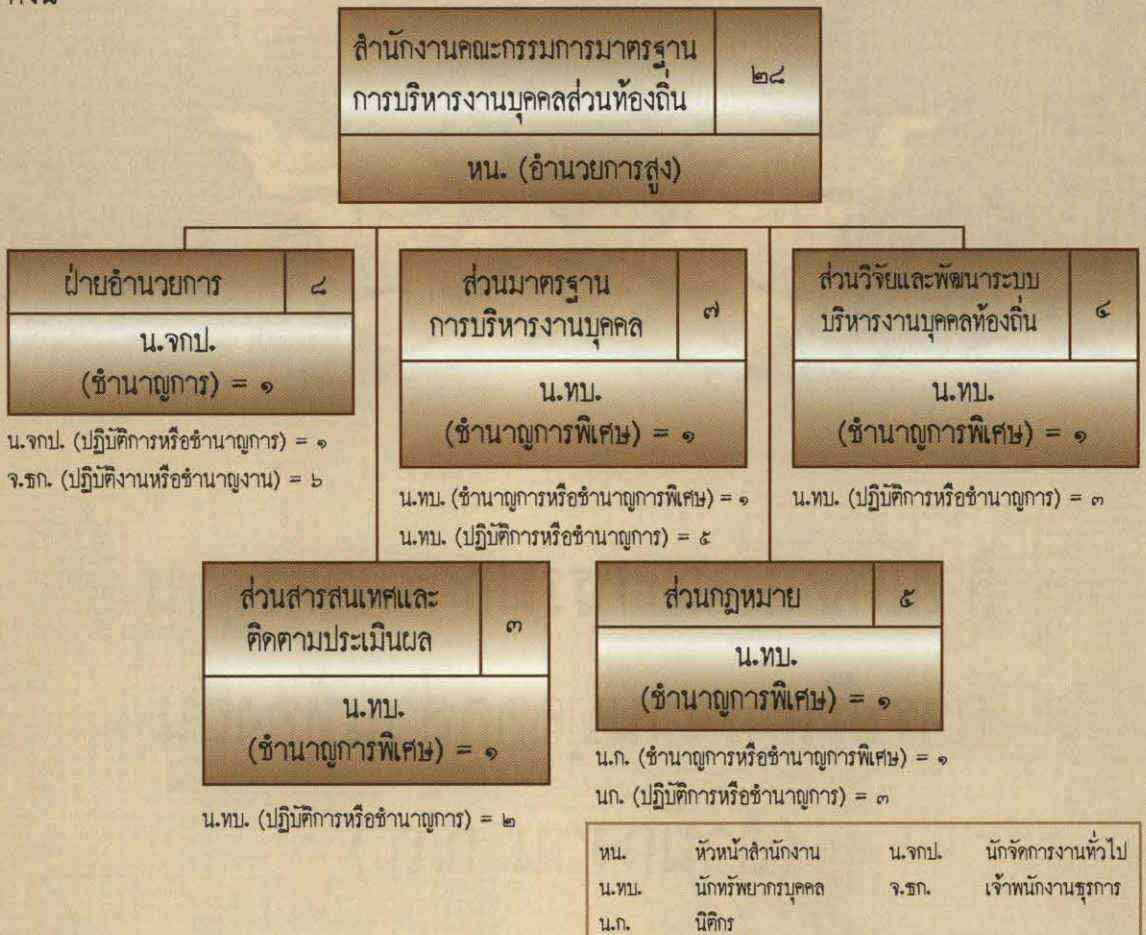 สำนักงานคณะกรรมการมาตรฐาน
การบริหารงานบุคคลส่วนท้องถิ่น
๒๘
หน. (อำนวยการสูง)
ฝ่ายอำนวยการ
๘
น.จกป.
(ชำนาญการ) = ๑
น.จกป. (ปฏิบัติการหรือชำนาญการ) = ๑
จ.ธก. (ปฏิบัติงานหรือชำนาญงาน) = ๖
ส่วนมาตรฐาน
การบริหารงานบุคคล
๗
น.ทบ.
(ชำนาญการพิเศษ) = ๑
น.ทบ. (ชำนาญการหรือชำนาญการพิเศษ) = ๑
น.ทบ. (ปฏิบัติการหรือชำนาญการ) = ๕
ส่วนวิจัยและพัฒนาระบบ
บริหารงานบุคคลท้องถิ่น
๔
น.ทบ.
(ชำนาญการพิเศษ) = ๑
น.ทบ. (ปฏิบัติการหรือชำนาญการ) = ๓
ส่วนสารสนเทศและ
ติดตามประเมินผล
๓
น.ทบ.
(ชำนาญการพิเศษ) = ๑
น.ทบ. (ปฏิบัติการหรือชำนาญการ) = ๒
ส่วนกฎหมาย
๕
น.ทบ.
(ชำนาญการพิเศษ) = ๑
น.ก. (ชำนาญการหรือชำนาญการพิเศษ) = ๑
นก. (ปฏิบัติการหรือชำนาญการ) = ๓
หน. หัวหน้าสำนักงาน น.จกป. นักจัดการงานทั่วไป
น.ทบ. นักทรัพยากรบุคคล จ.ธก. เจ้าพนักงานธุรการ
น.ก. นิติกร